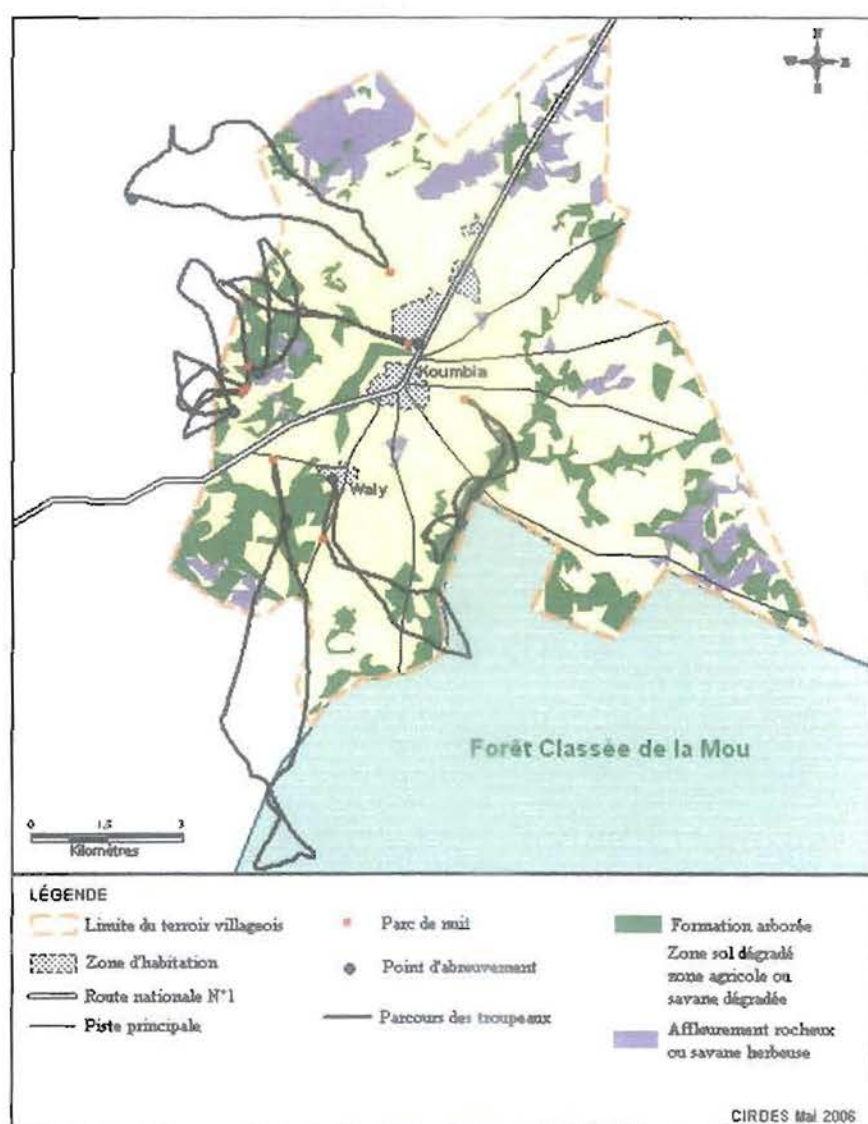 N
W E
S
Koumbia
Waly
Forêt Classée de la Mou
0 1,5 3
Kilomètres
LÉGENDE
Limite du terroir villageois
Zone d'habitation
Route nationale N°1
Piste principale
Parc de nuit
Point d'abreuvement
Parcours des troupeaux
Formation arborée
Zone sol dégradé
zone agricole ou
savane dégradée
Affleurement rocheux
ou savane herbeuse
CIRDES Mai 2006